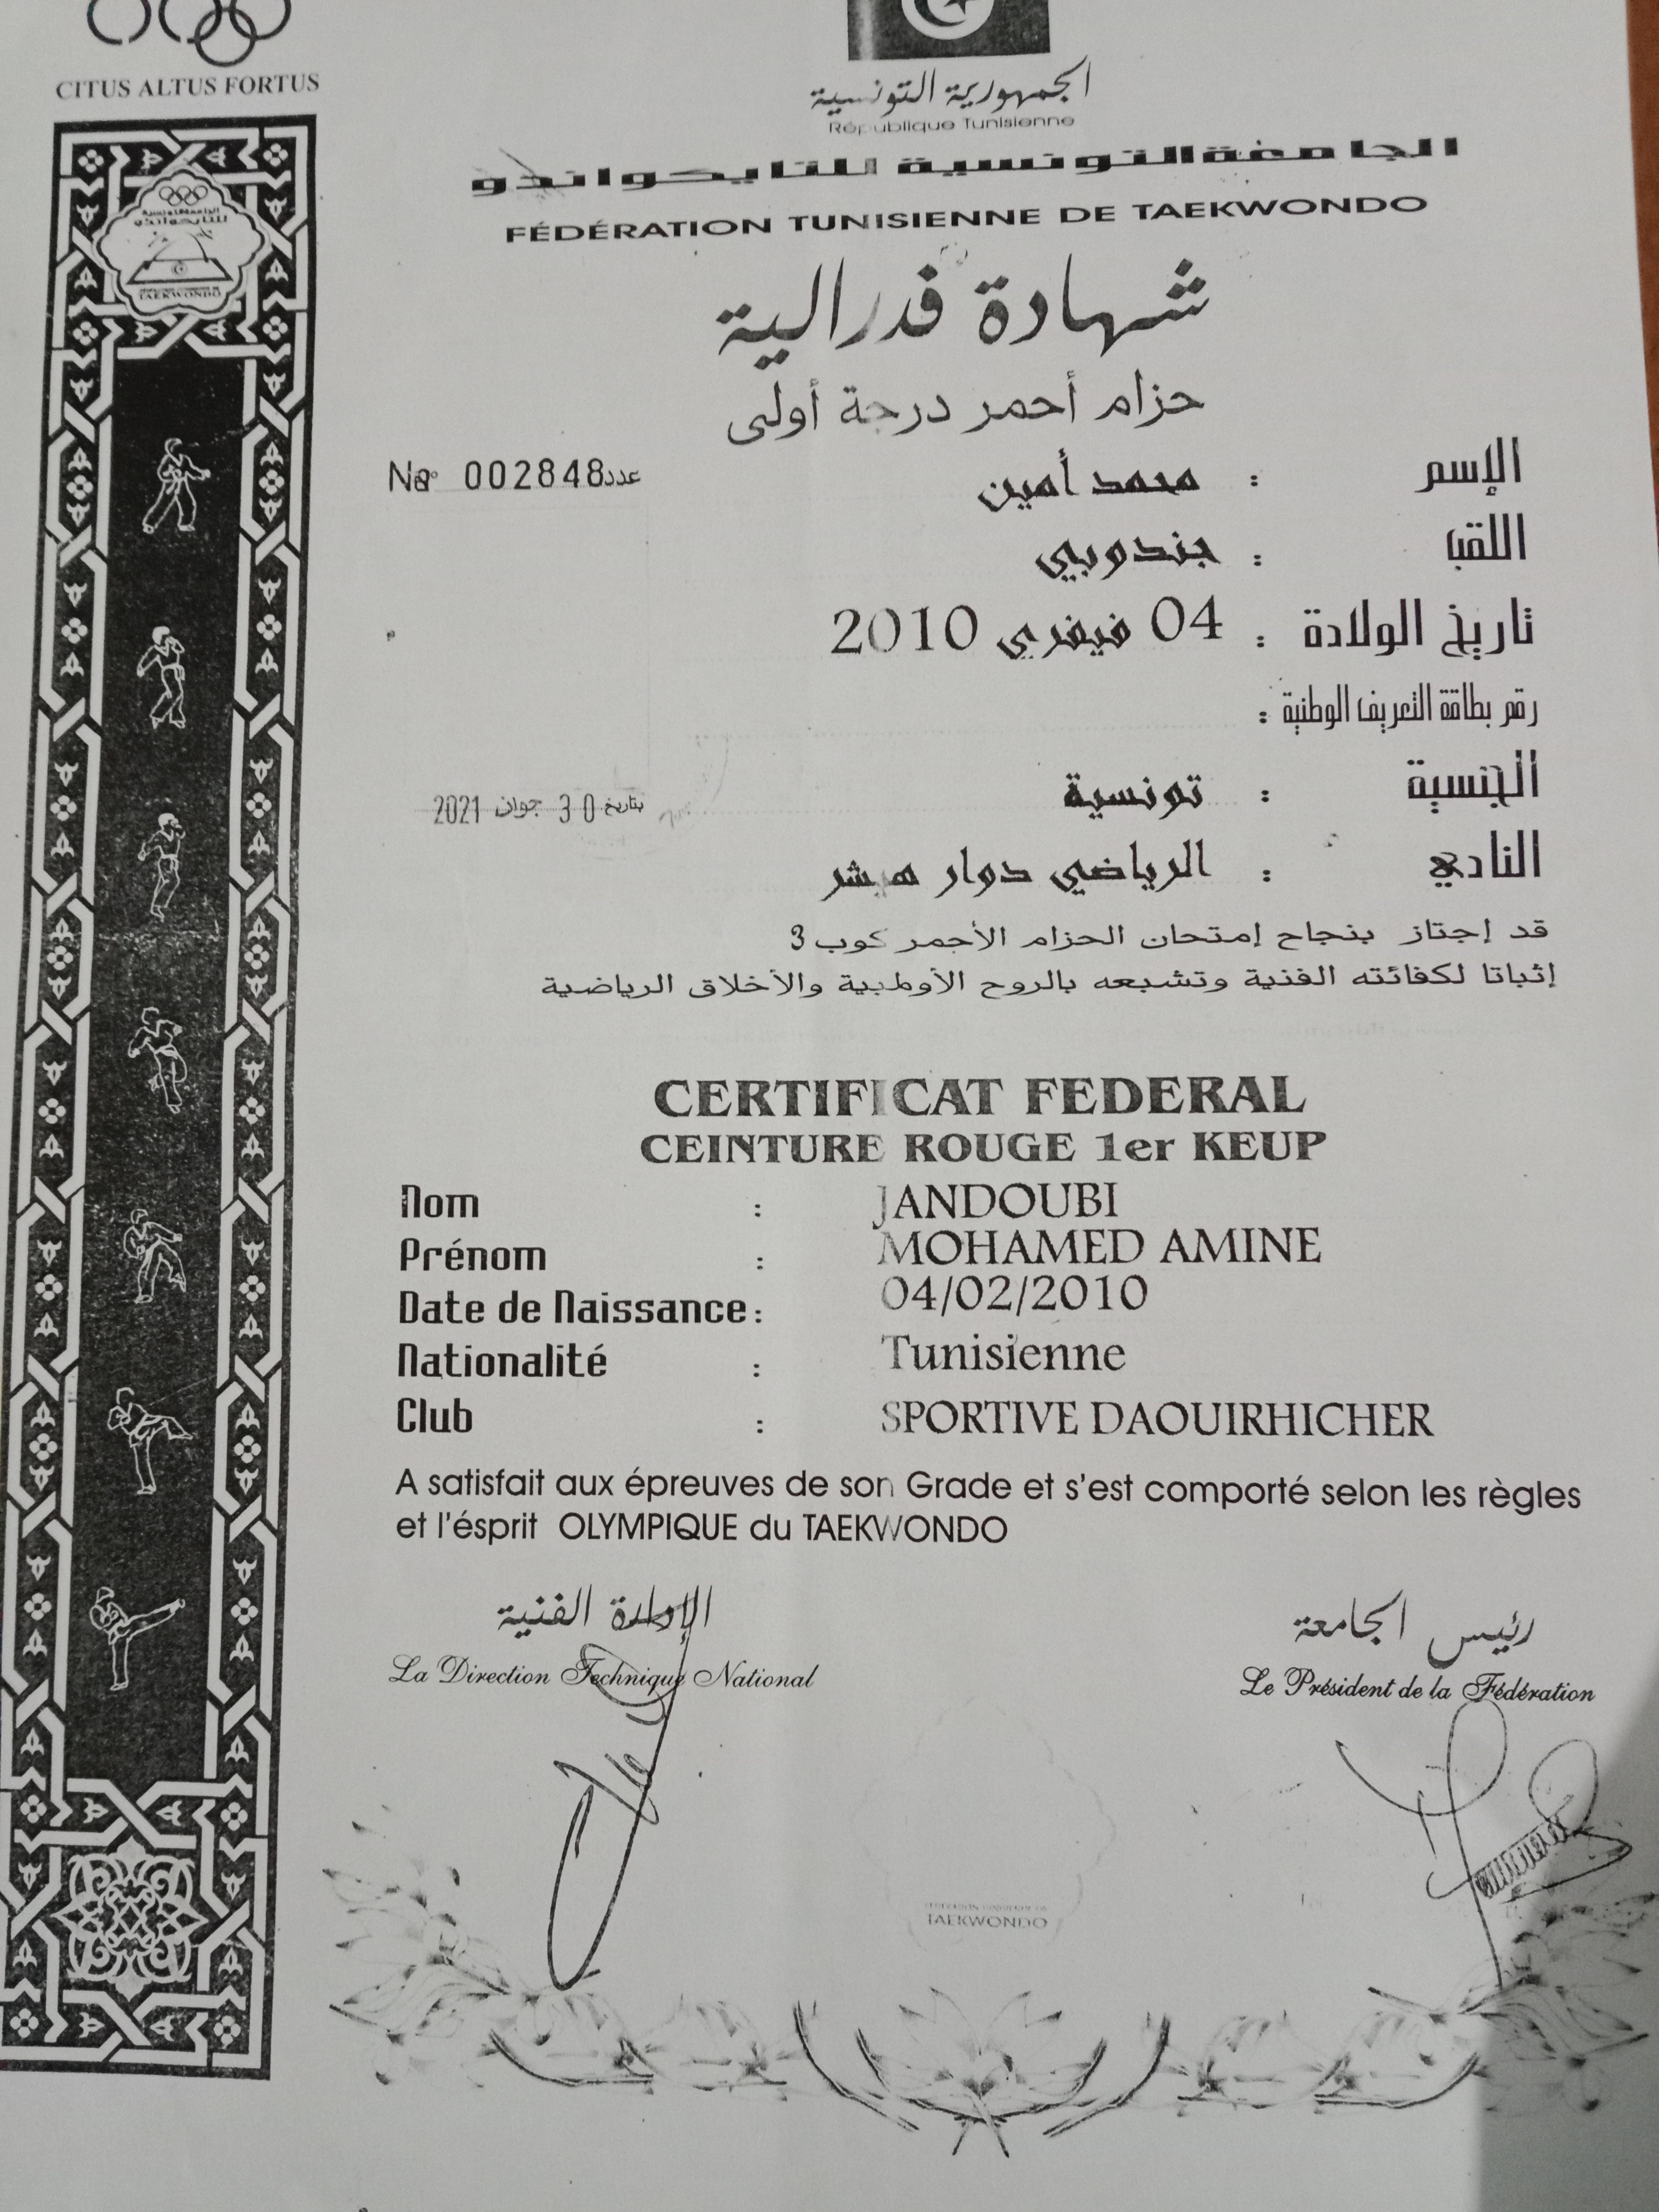 CITUS ALTUS FORTUS
الجمهورية التونسية
République Tunisienne
الجامعة التونسية للتايكواندو
FÉDÉRATION TUNISIENNE DE TAEKWONDO
TAEKWONDO
شهادة فدرالية
حزام أحمر درجة أولى
002848 عدد
الإسم : محمد أمين
اللقب : جندوبي
تاريخ الولادة : 04 فيفري 2010
رقم بطاقة التعريف الوطنية :
الجنسية : تونسية
بتاريخ 30 جوان 2021
النادي : الرياضي دوار هيشر
قد إجتاز بنجاح إمتحان الحزام الأحمر كوب 3
إثباتا لكفائته الفنية وتشبعه بالروح الأولمبية والأخلاق الرياضية
CERTIFICAT FEDERAL
CEINTURE ROUGE 1er KEUP
Nom : JANDOUBI
Prénom : MOHAMED AMINE
Date de Naissance : 04/02/2010
Nationalité : Tunisienne
Club : SPORTIVE DAOUIRHICHER
A satisfait aux épreuves de son Grade et s'est comporté selon les règles
et l'ésprit OLYMPIQUE du TAEKWONDO
الإدارة الفنية
La Direction Technique National
رئيس الجامعة
Le Président de la Fédération
TAEKWONDO